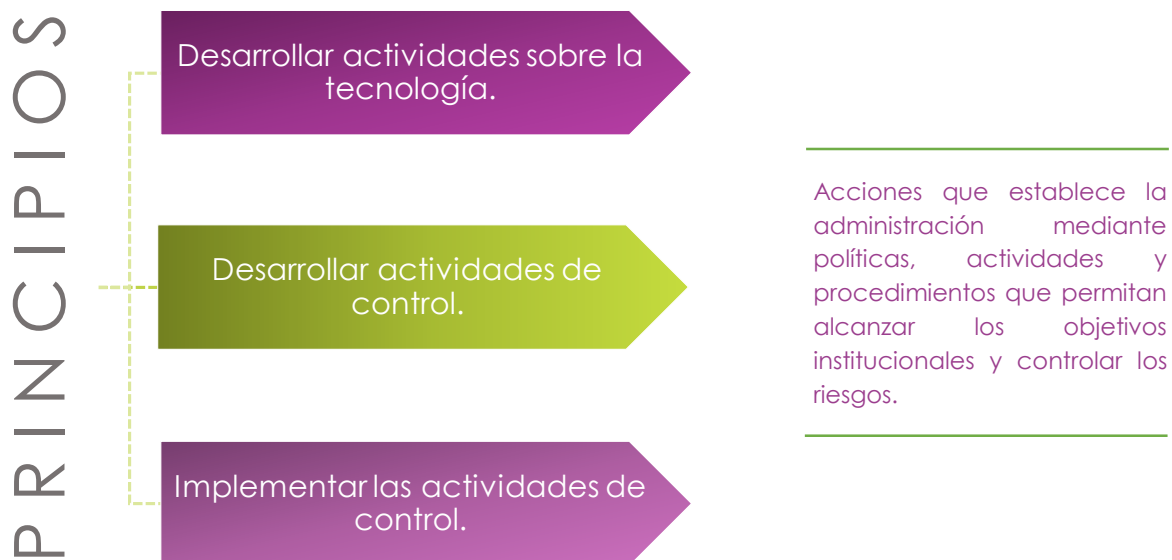 PRINCIPIOS
Desarrollar actividades sobre la
tecnología.
Desarrollar actividades de
control.
Implementar las actividades de
control.
Acciones que establece la
administración mediante
políticas, actividades y
procedimientos que permitan
alcanzar los objetivos
institucionales y controlar los
riesgos.